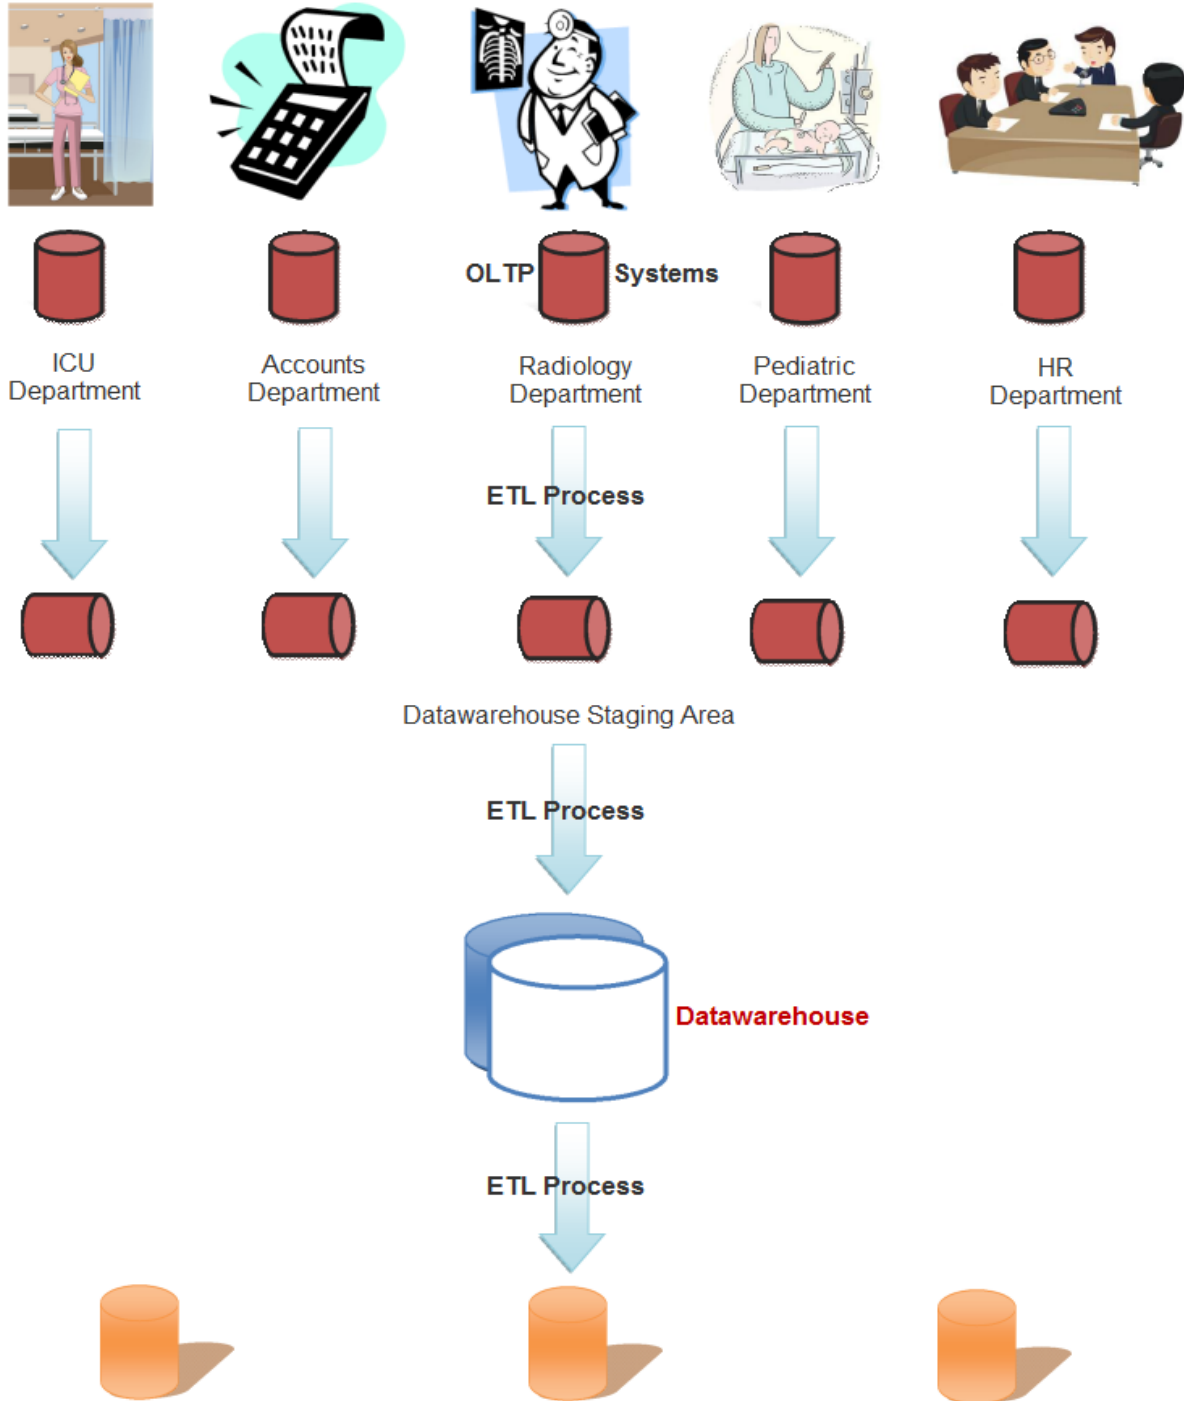 OLTP Systems
ICU
Department
Accounts
Department
Radiology
Department
Pediatric
Department
HR
Department
ETL Process
Datawarehouse Staging Area
ETL Process
Datawarehouse
ETL Process